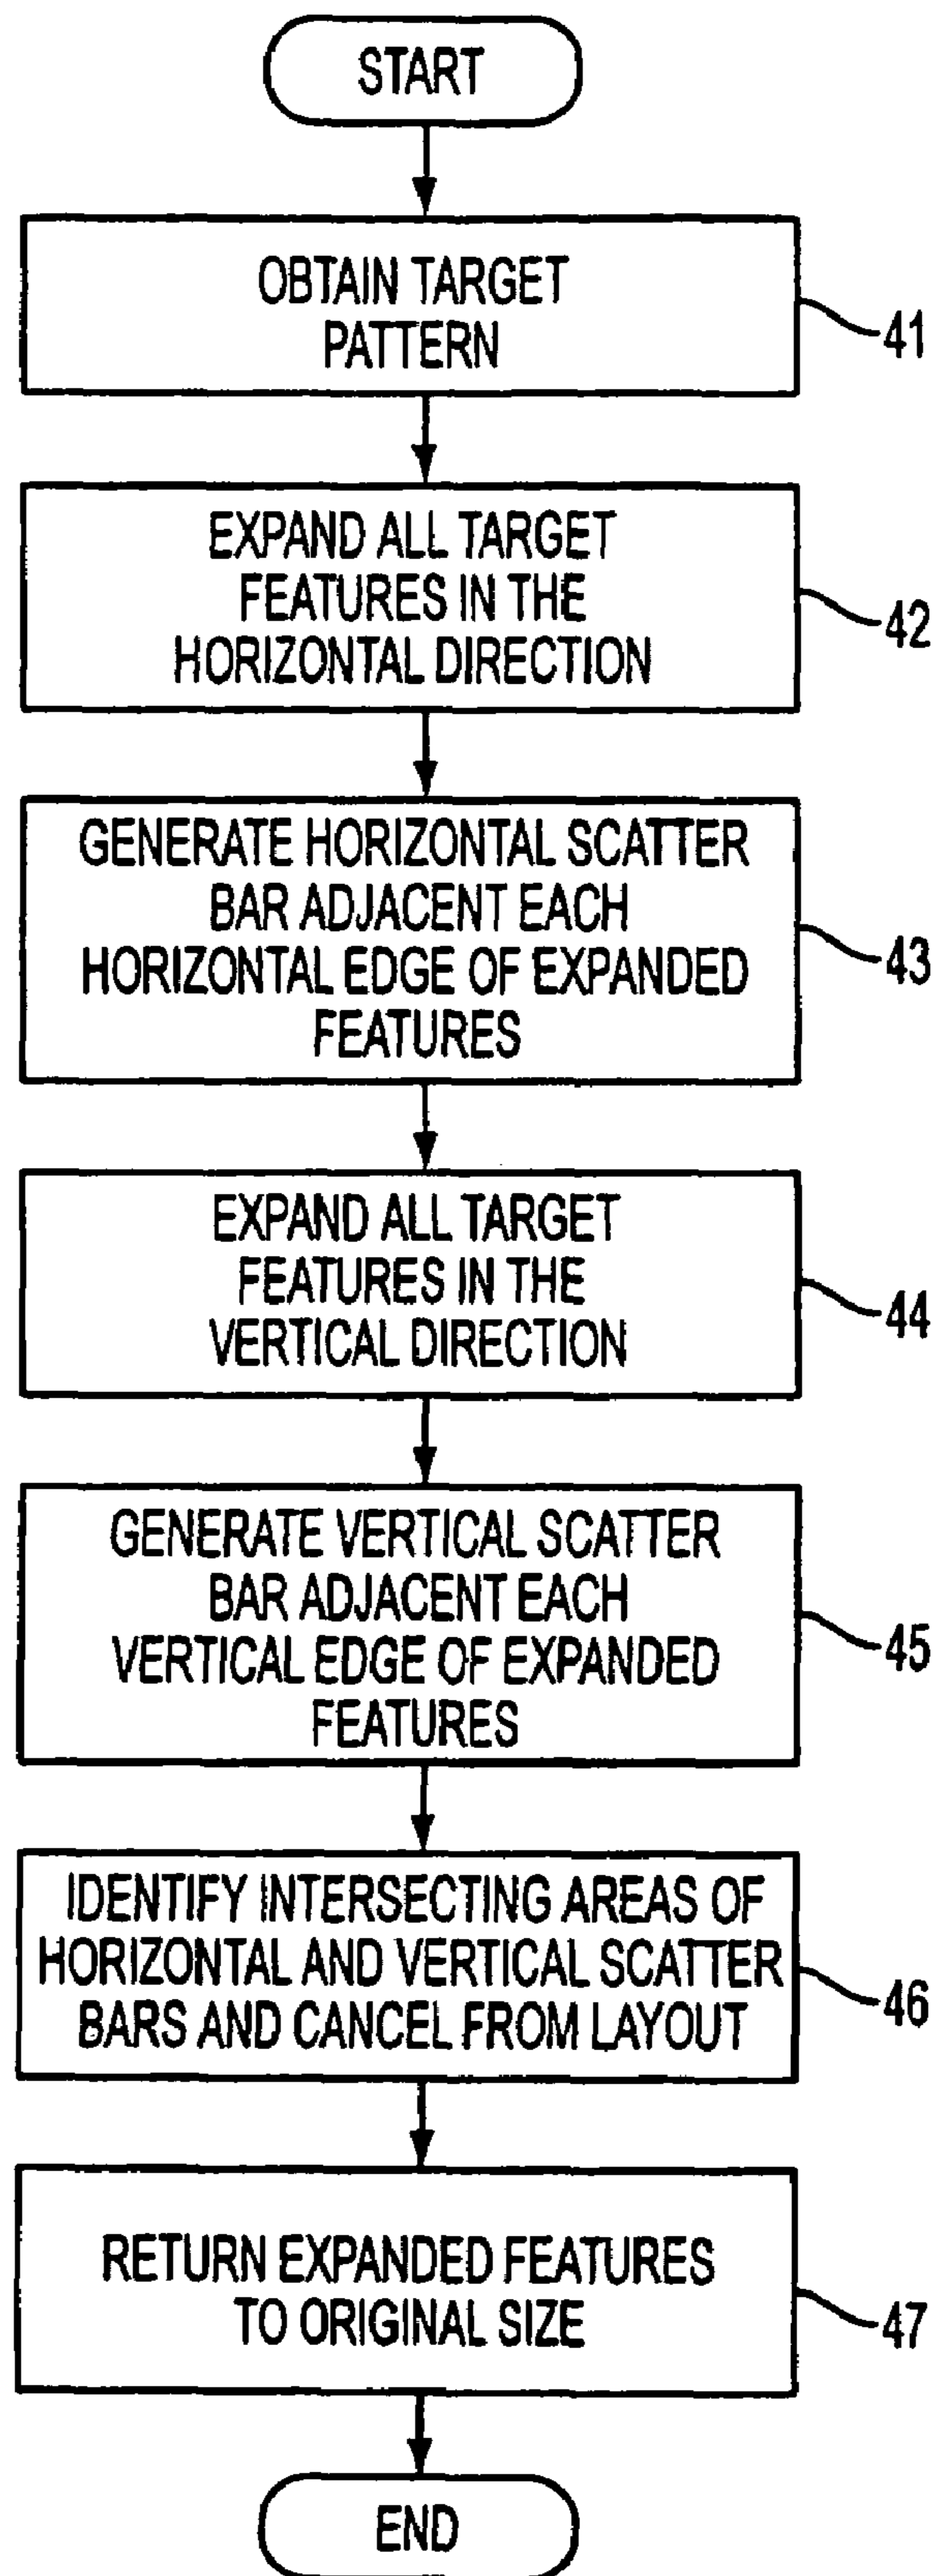 START
OBTAIN TARGET
PATTERN
41
EXPAND ALL TARGET
FEATURES IN THE
HORIZONTAL DIRECTION
42
GENERATE HORIZONTAL SCATTER
BAR ADJACENT EACH
HORIZONTAL EDGE OF EXPANDED
FEATURES
43
EXPAND ALL TARGET
FEATURES IN THE
VERTICAL DIRECTION
44
GENERATE VERTICAL SCATTER
BAR ADJACENT EACH
VERTICAL EDGE OF EXPANDED
FEATURES
45
IDENTIFY INTERSECTING AREAS OF
HORIZONTAL AND VERTICAL SCATTER
BARS AND CANCEL FROM LAYOUT
46
RETURN EXPANDED FEATURES
TO ORIGINAL SIZE
47
END